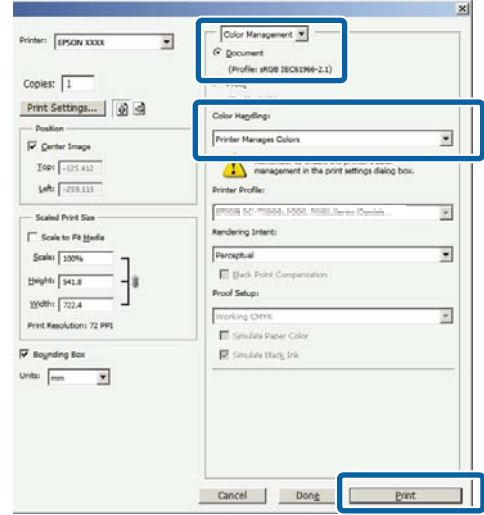 Printer: EPSON XXXX
Copies: 1
Print Settings...
Position
Center Image
Top: -125.412
Left: -259.115
Scaled Print Size
Scale to Fit Media
Scale: 100%
Height: 541.8
Width: 722.4
Print Resolution: 72 PPI
Bounding Box
Units: mm
Color Management
Document
(Profile: sRGB IEC61966-2.1)
Color Handling:
Printer Manages Colors
management in the print settings dialog box.
Printer Profile:
Rendering Intent:
Perceptual
Black Point Compensation
Proof Setup:
Working CMYK
Simulate Paper Color
Simulate Black Ink
Cancel
Done
Print